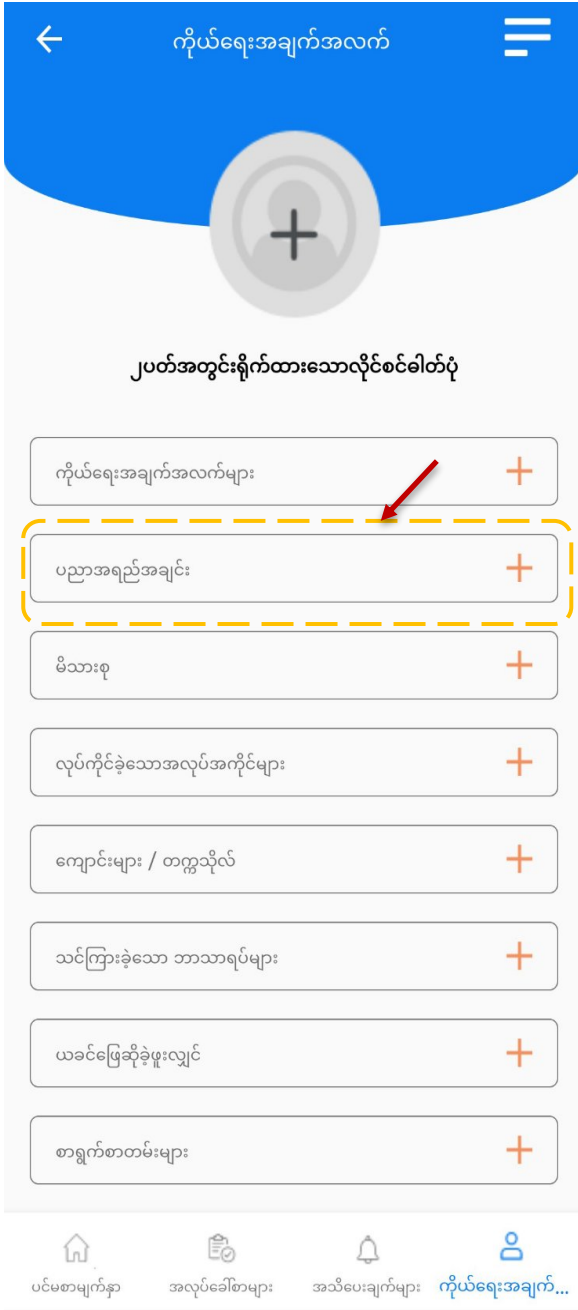 ကိုယ်ရေးအချက်အလက်
၂ပတ်အတွင်းရိုက်ထားသောလိုင်စင်ဓါတ်ပုံ
ကိုယ်ရေးအချက်အလက်များ
ပညာအရည်အချင်း
မိသားစု
လုပ်ကိုင်ခဲ့သောအလုပ်အကိုင်များ
ကျောင်းများ / တက္ကသိုလ်
သင်ကြားခဲ့သော ဘာသာရပ်များ
ယခင်ဖြေဆိုခဲ့ဖူးလျှင်
စာရွက်စာတမ်းများ
ပင်မစာမျက်နှာ အလုပ်ခေါ်စာများ အသိပေးချက်များ ကိုယ်ရေးအချက်...